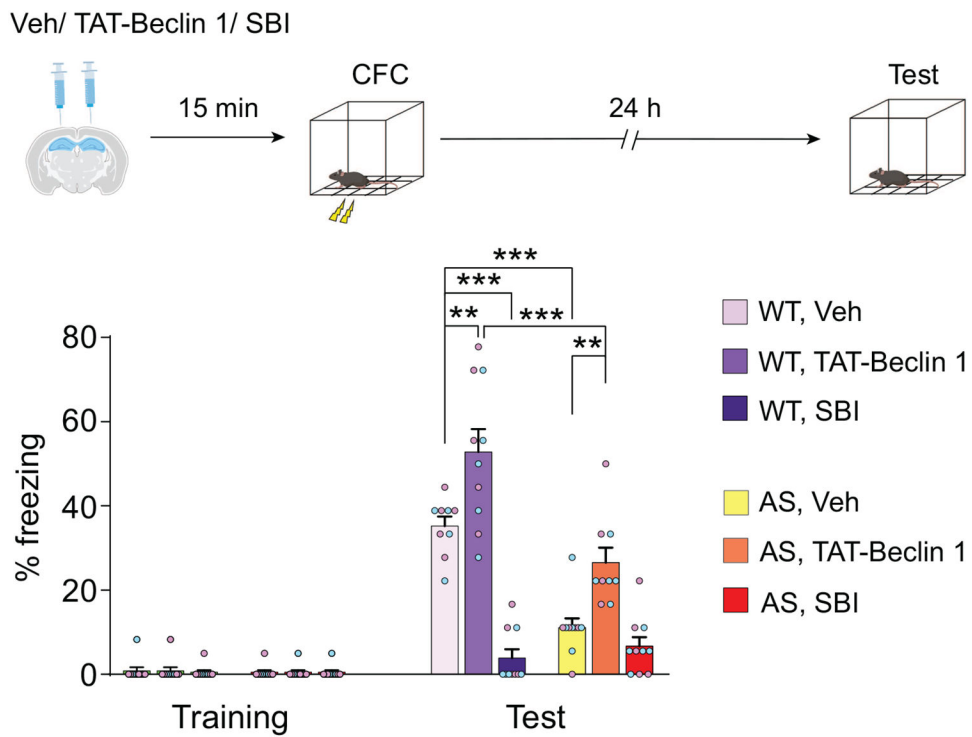 Veh/ TAT-Beclin 1/ SBI
15 min
CFC
24 h
Test
***
***
**
***
**
WT, Veh
WT, TAT-Beclin 1
WT, SBI
AS, Veh
AS, TAT-Beclin 1
AS, SBI
% freezing
80
60
40
20
0
Training
Test